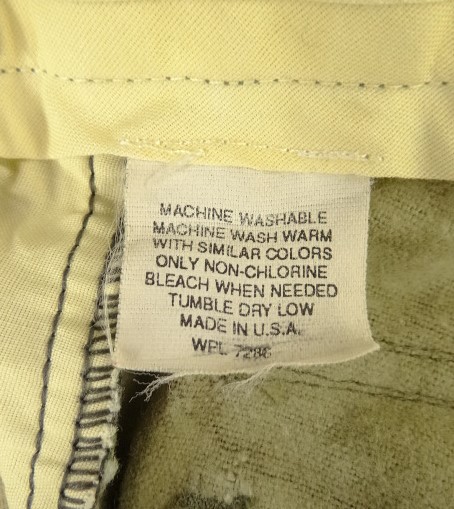 MACHINE WASHABLE
MACHINE WASH WARM
WITH SIMILAR COLORS
ONLY NON-CHLORINE
BLEACH WHEN NEEDED
TUMBLE DRY LOW
MADE IN U.S.A.
WPL 7286